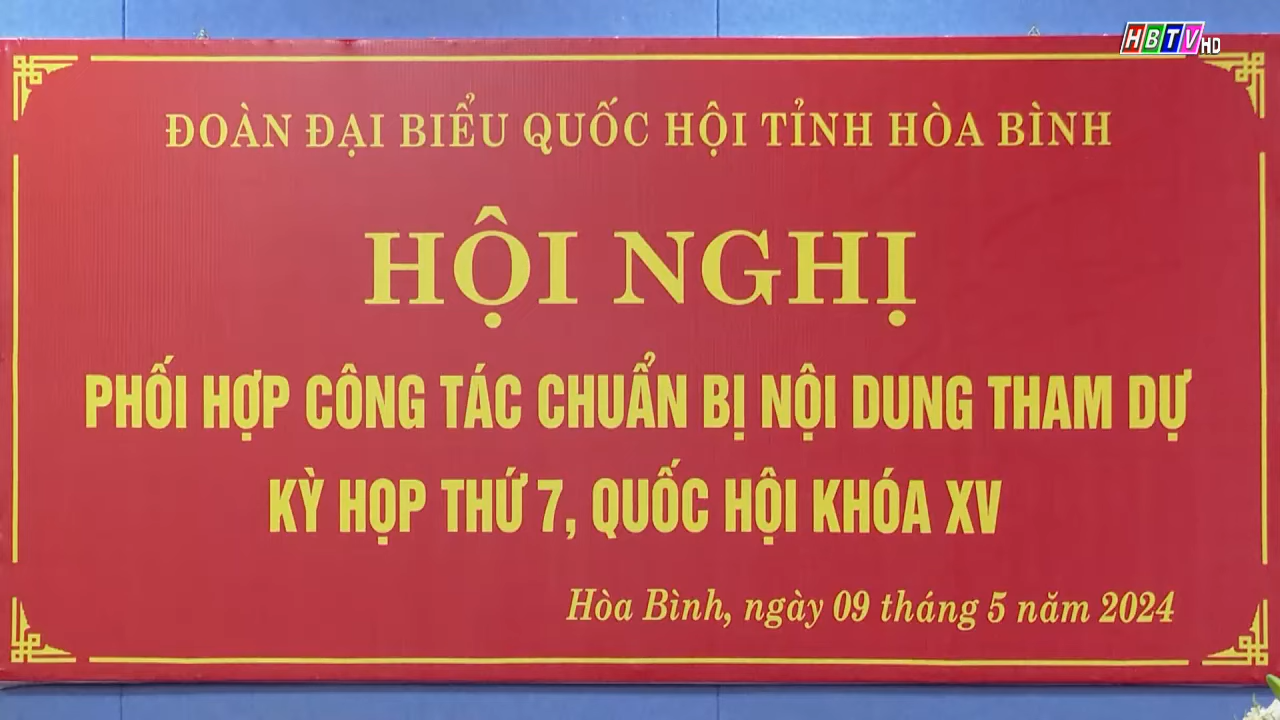 HBTV HD
ĐOÀN ĐẠI BIỂU QUỐC HỘI TỈNH HÒA BÌNH
HỘI NGHỊ
PHỐI HỢP CÔNG TÁC CHUẨN BỊ NỘI DUNG THAM DỰ
KỲ HỌP THỨ 7, QUỐC HỘI KHÓA XV
Hòa Bình, ngày 09 tháng 5 năm 2024